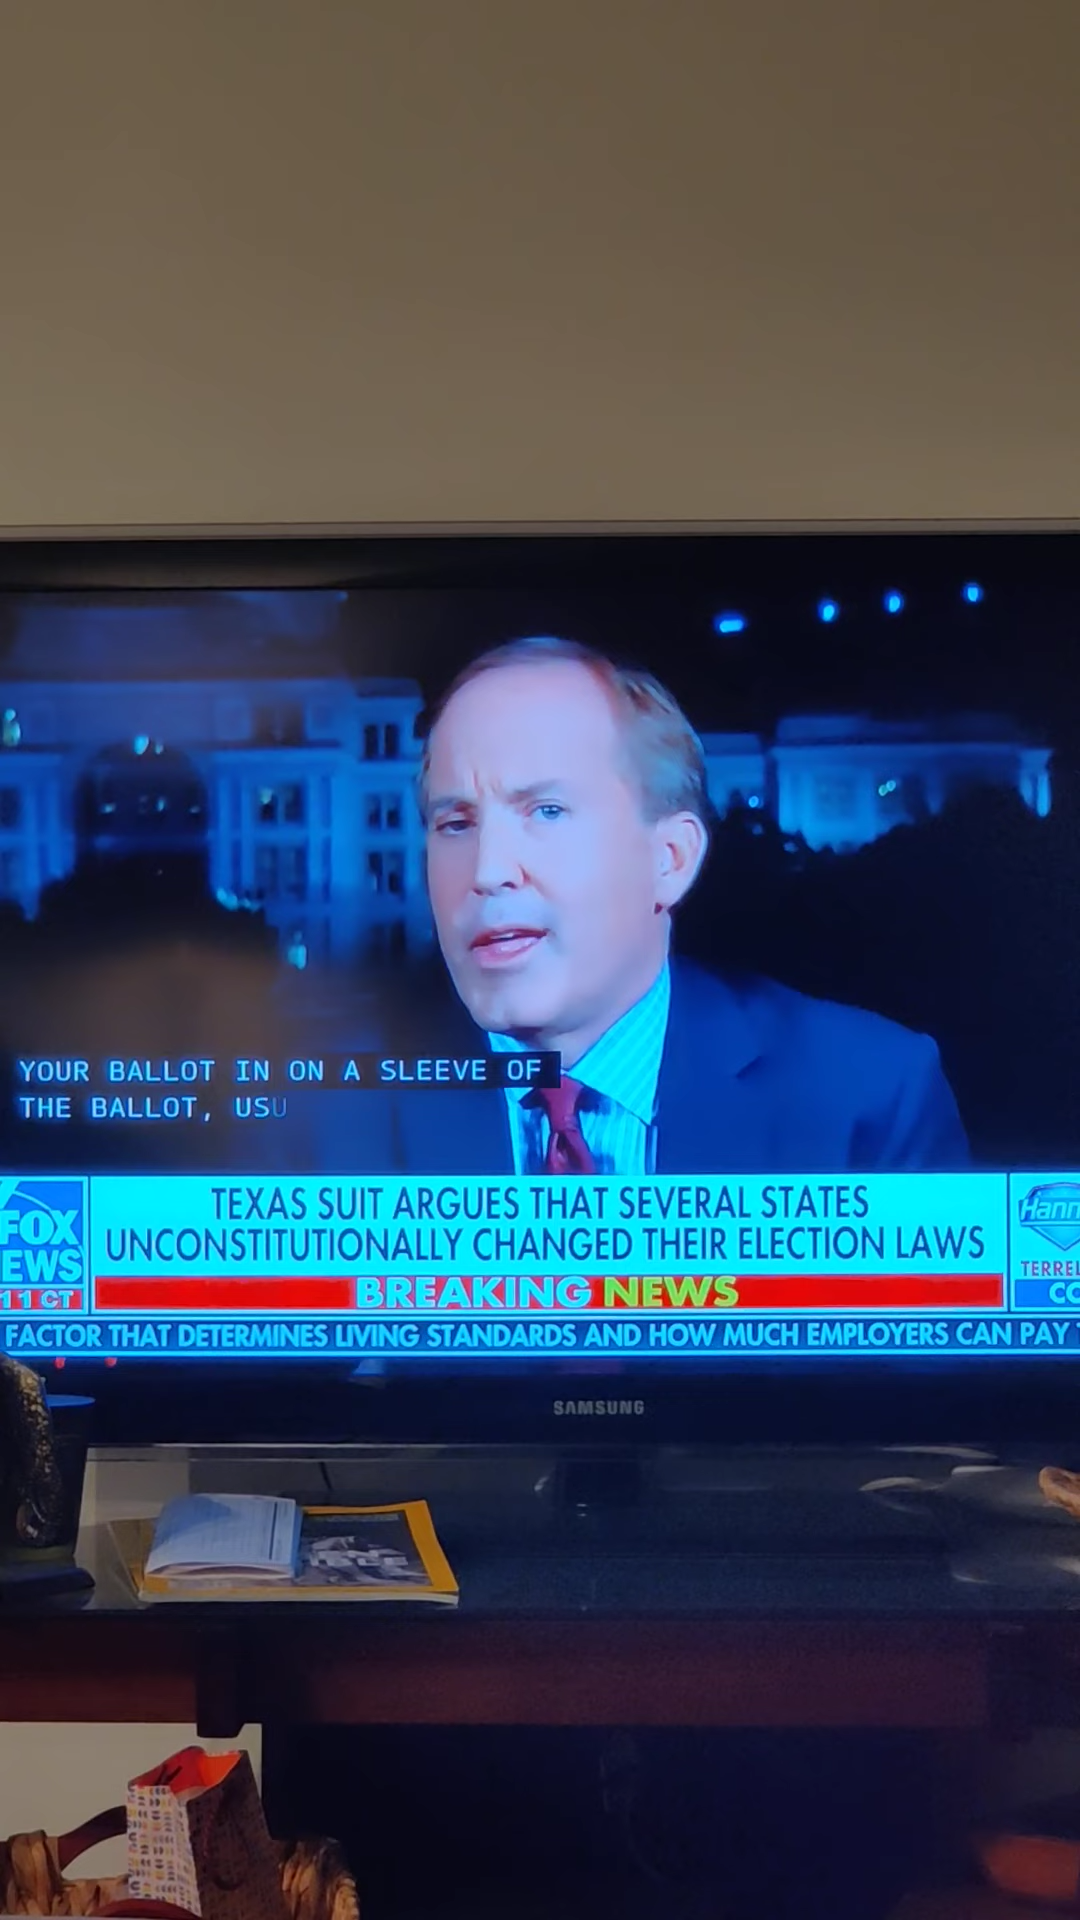 YOUR BALLOT IN ON A SLEEVE OF
THE BALLOT, USU
FOX
EWS
11 CT
TEXAS SUIT ARGUES THAT SEVERAL STATES
UNCONSTITUTIONALLY CHANGED THEIR ELECTION LAWS
BREAKING NEWS
Hann
TERREL
CO
FACTOR THAT DETERMINES LIVING STANDARDS AND HOW MUCH EMPLOYERS CAN PAY
SAMSUNG